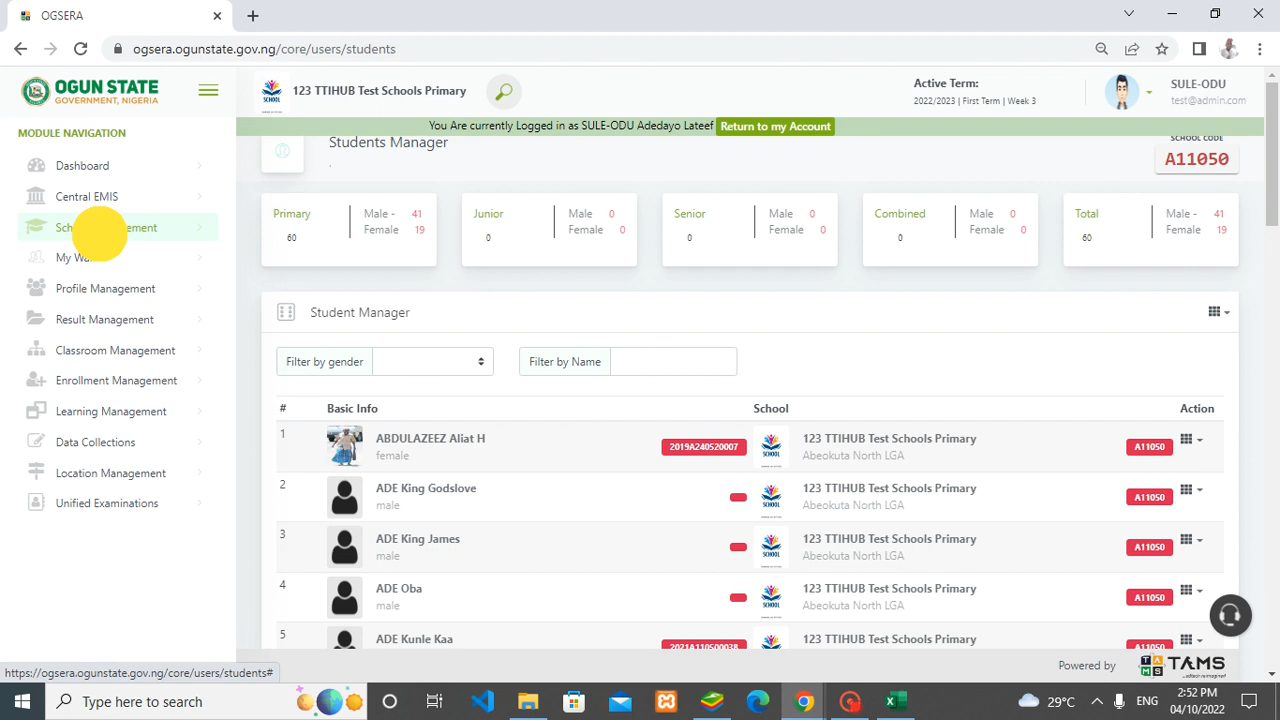 OGSERA
ogsera.ogunstate.gov.ng/core/users/students
OGUN STATE
GOVERNMENT, NIGERIA
123 TTIHUB Test Schools Primary
Active Term:
2022/2023 | First Term | Week 3
SULE-ODU
test@admin.com
MODULE NAVIGATION
Dashboard
Central EMIS
My Wa
Profile Management
Result Management
Classroom Management
Enrollment Management
Learning Management
Data Collections
Location Management
Unified Examinations
You Are currently Logged in as SULE-ODU Adedayo Lateef Return to my Account
Students Manager
.
SCHOOL CODE
A11050
Primary
60
Male - 41
Female 19
Junior
0
Male 0
Female 0
Senior
0
Male 0
Female 0
Combined
0
Male 0
Female 0
Total
60
Male - 41
Female 19
Student Manager
Filter by gender
Filter by Name
# Basic Info School Action
1 ABDULAZEEZ Aliat H 2019A240520007 SCHOOL 123 TTIHUB Test Schools Primary A11050
female Abeokuta North LGA
2 ADE King Godslove SCHOOL 123 TTIHUB Test Schools Primary A11050
male Abeokuta North LGA
3 ADE King James SCHOOL 123 TTIHUB Test Schools Primary A11050
male Abeokuta North LGA
4 ADE Oba SCHOOL 123 TTIHUB Test Schools Primary A11050
male Abeokuta North LGA
5 ADE Kunle Kaa 2021A110500038 123 TTIHUB Test Schools Primary A11050
https://ogsera.ogunstate.gov.ng/core/users/students#
Powered by TAMS
Type here to search
29°C
ENG
2:52 PM
04/10/2022